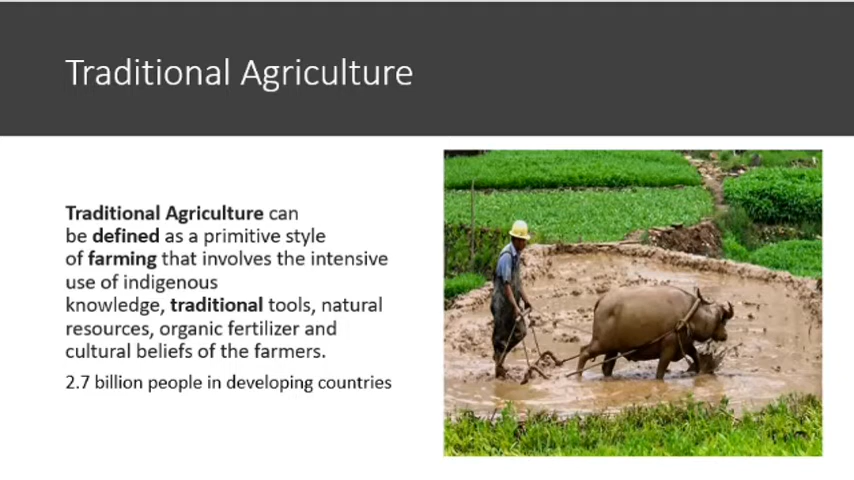 Traditional Agriculture
Traditional Agriculture can
be defined as a primitive style
of farming that involves the intensive
use of indigenous
knowledge, traditional tools, natural
resources, organic fertilizer and
cultural beliefs of the farmers.
2.7 billion people in developing countries